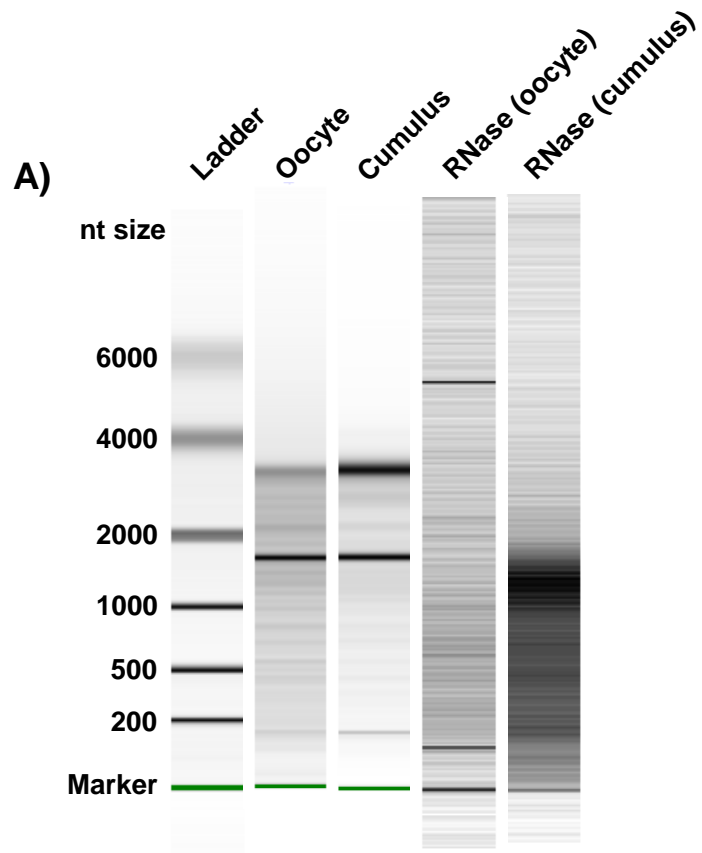 A)
Ladder
Oocyte
Cumulus
RNase (oocyte)
RNase (cumulus)
nt size
6000
4000
2000
1000
500
200
Marker